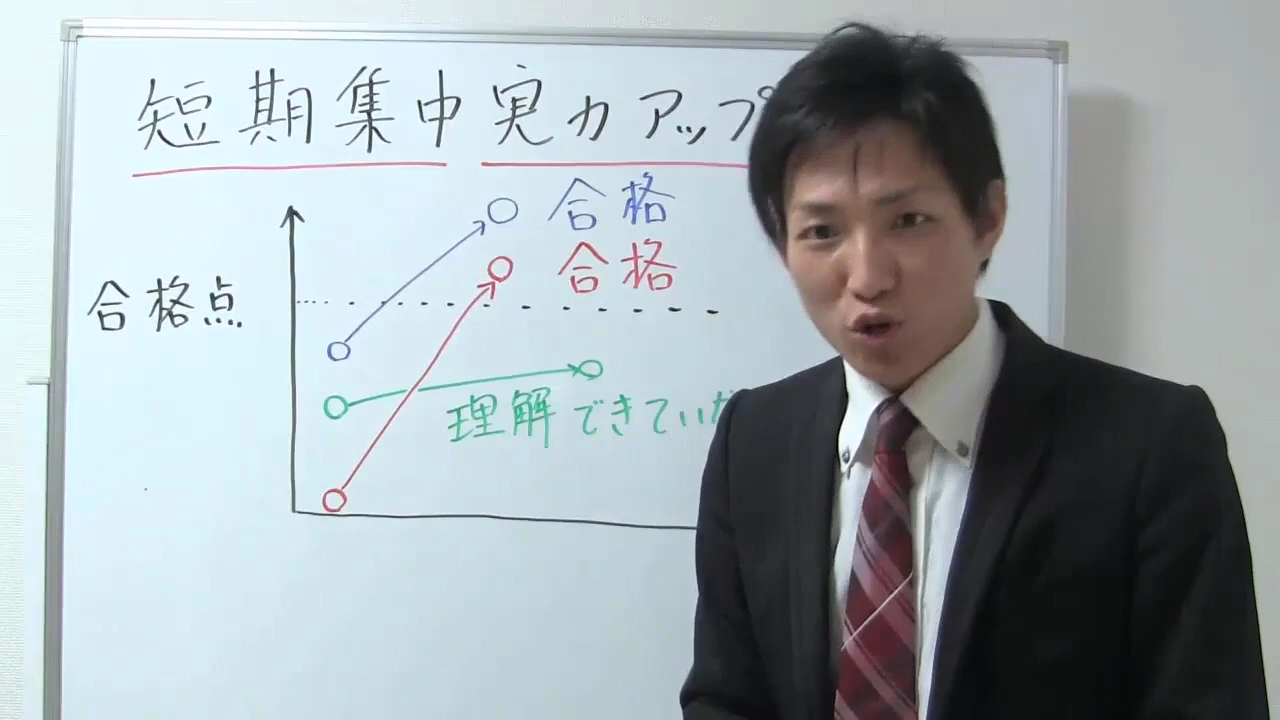 短期集中実力アップ
合格
合格
合格点
理解できてい